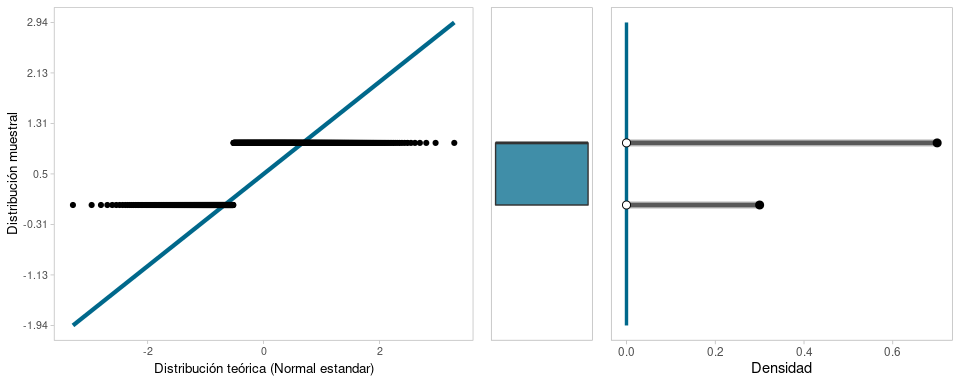 Distribución muestral
2.94
2.13
1.31
0.5
-0.31
-1.13
-1.94
-2 0 2
Distribución teórica (Normal estandar)
0.0 0.2 0.4 0.6
Densidad